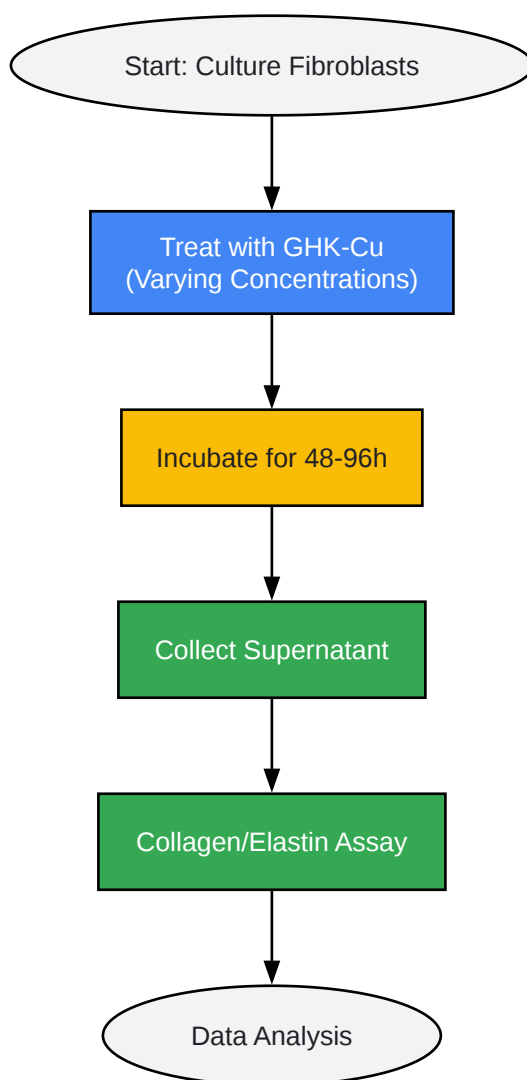 Start: Culture Fibroblasts
Treat with GHK-Cu
(Varying Concentrations)
Incubate for 48-96h
Collect Supernatant
Collagen/Elastin Assay
Data Analysis